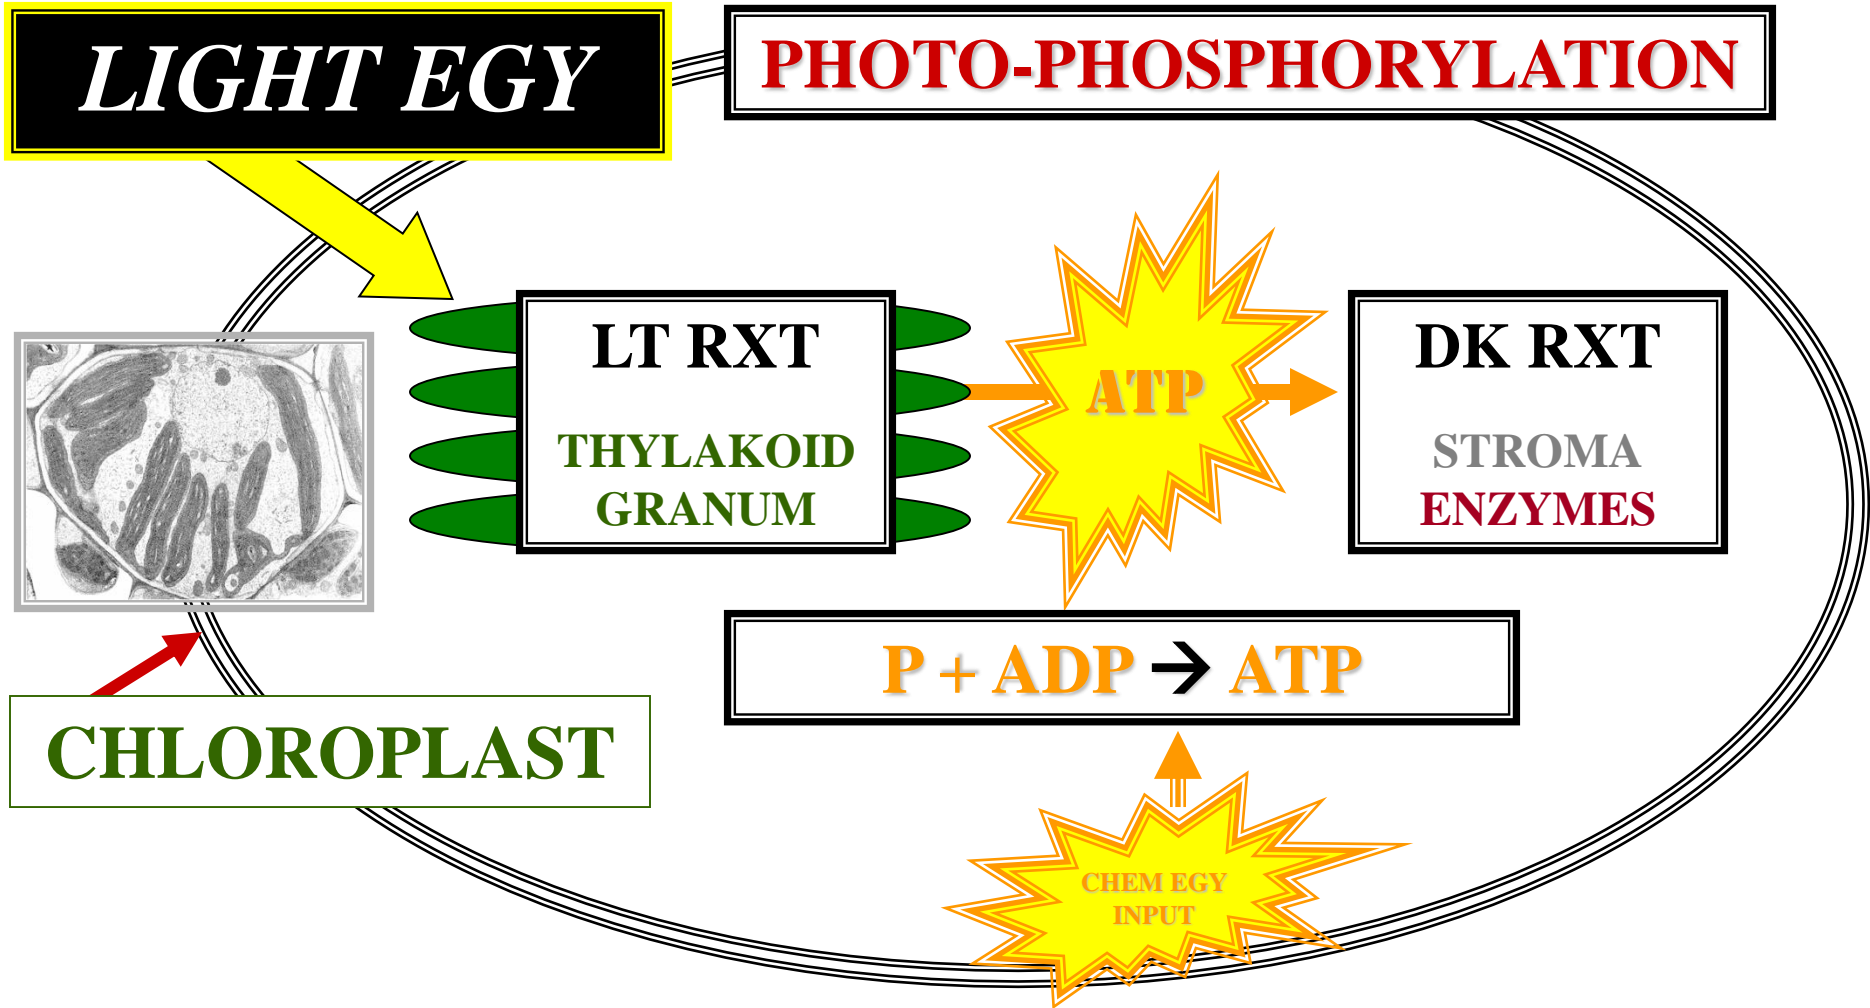 LIGHT EGY
PHOTO-PHOSPHORYLATION
LT RXT
THYLAKOID
GRANUM
ATP
DK RXT
STROMA
ENZYMES
P + ADP → ATP
CHLOROPLAST
CHEM EGY
INPUT